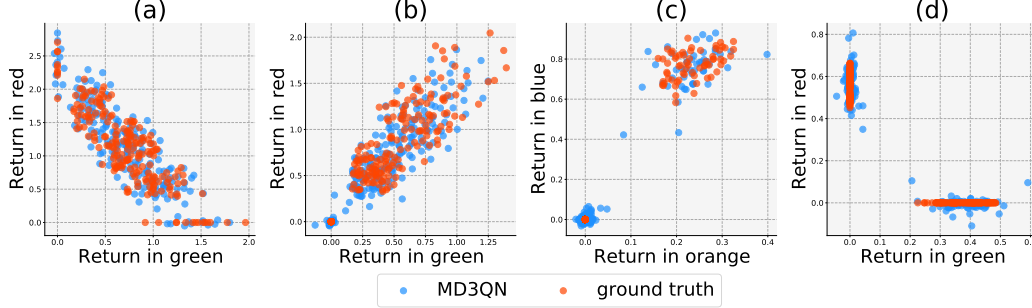 (a) (b) (c) (d)
Return in red
2.5
2.0
1.5
1.0
0.5
0.0
0.0 0.5 1.0 1.5 2.0
Return in green
Return in red
2.0
1.5
1.0
0.5
0.0
0.00 0.25 0.50 0.75 1.00 1.25
Return in green
Return in blue
0.8
0.6
0.4
0.2
0.0
0.0 0.1 0.2 0.3 0.4
Return in orange
Return in red
0.8
0.6
0.4
0.2
0.0
0.0 0.1 0.2 0.3 0.4 0.5
Return in green
MD3QN ground truth